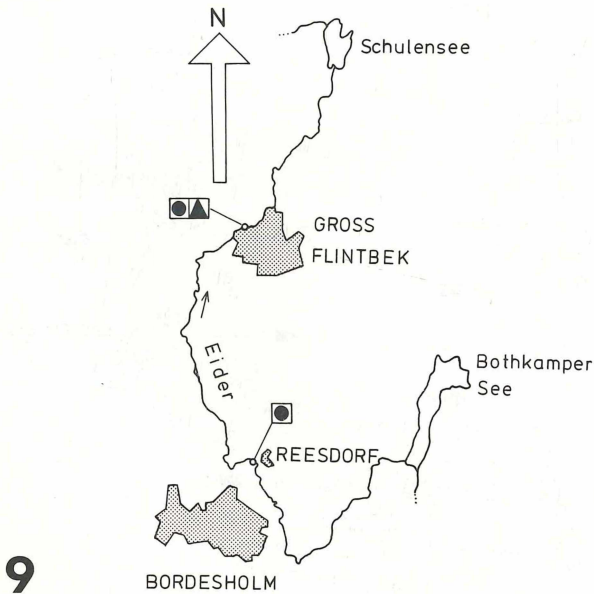 N
Schulensee
GROSS
FLINTBEK
Eider
Bothkamper
See
REESDORF
9
BORDESHOLM